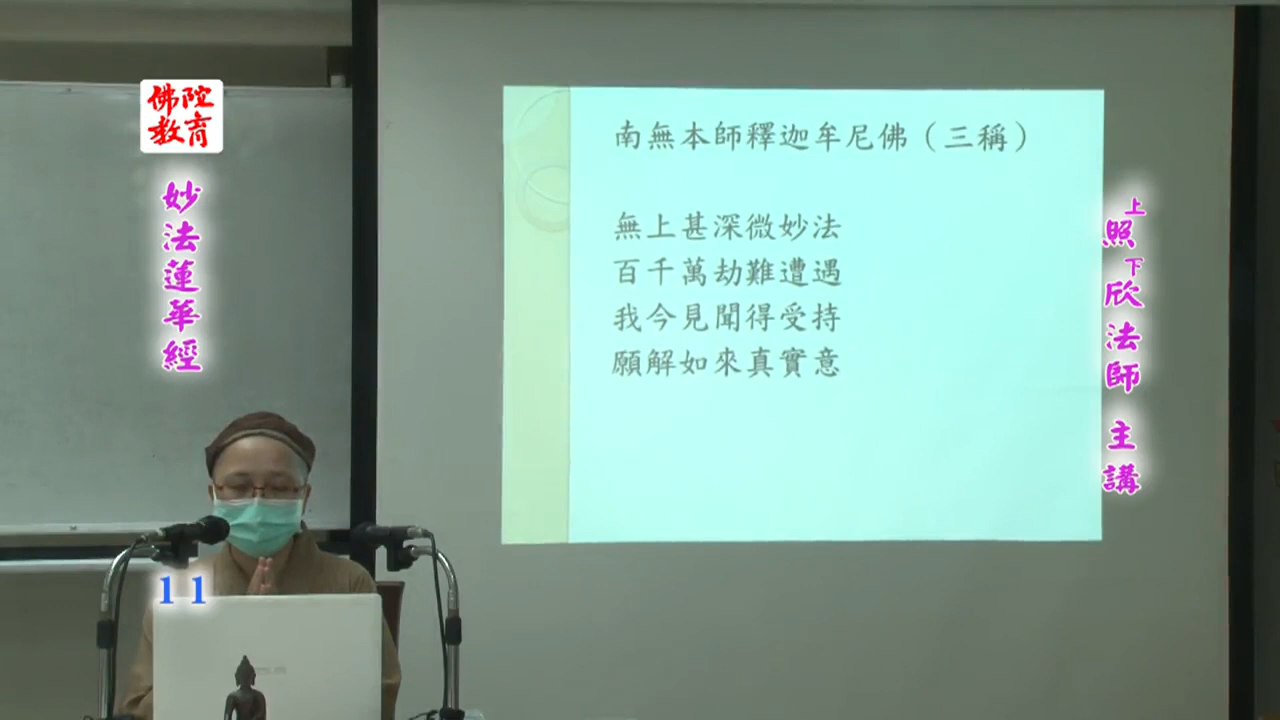 佛陀
教育
妙法蓮華經
11
南無本師釋迦牟尼佛（三稱）
無上甚深微妙法
百千萬劫難遭遇
我今見聞得受持
願解如來真實意
上照下欣法師 主講